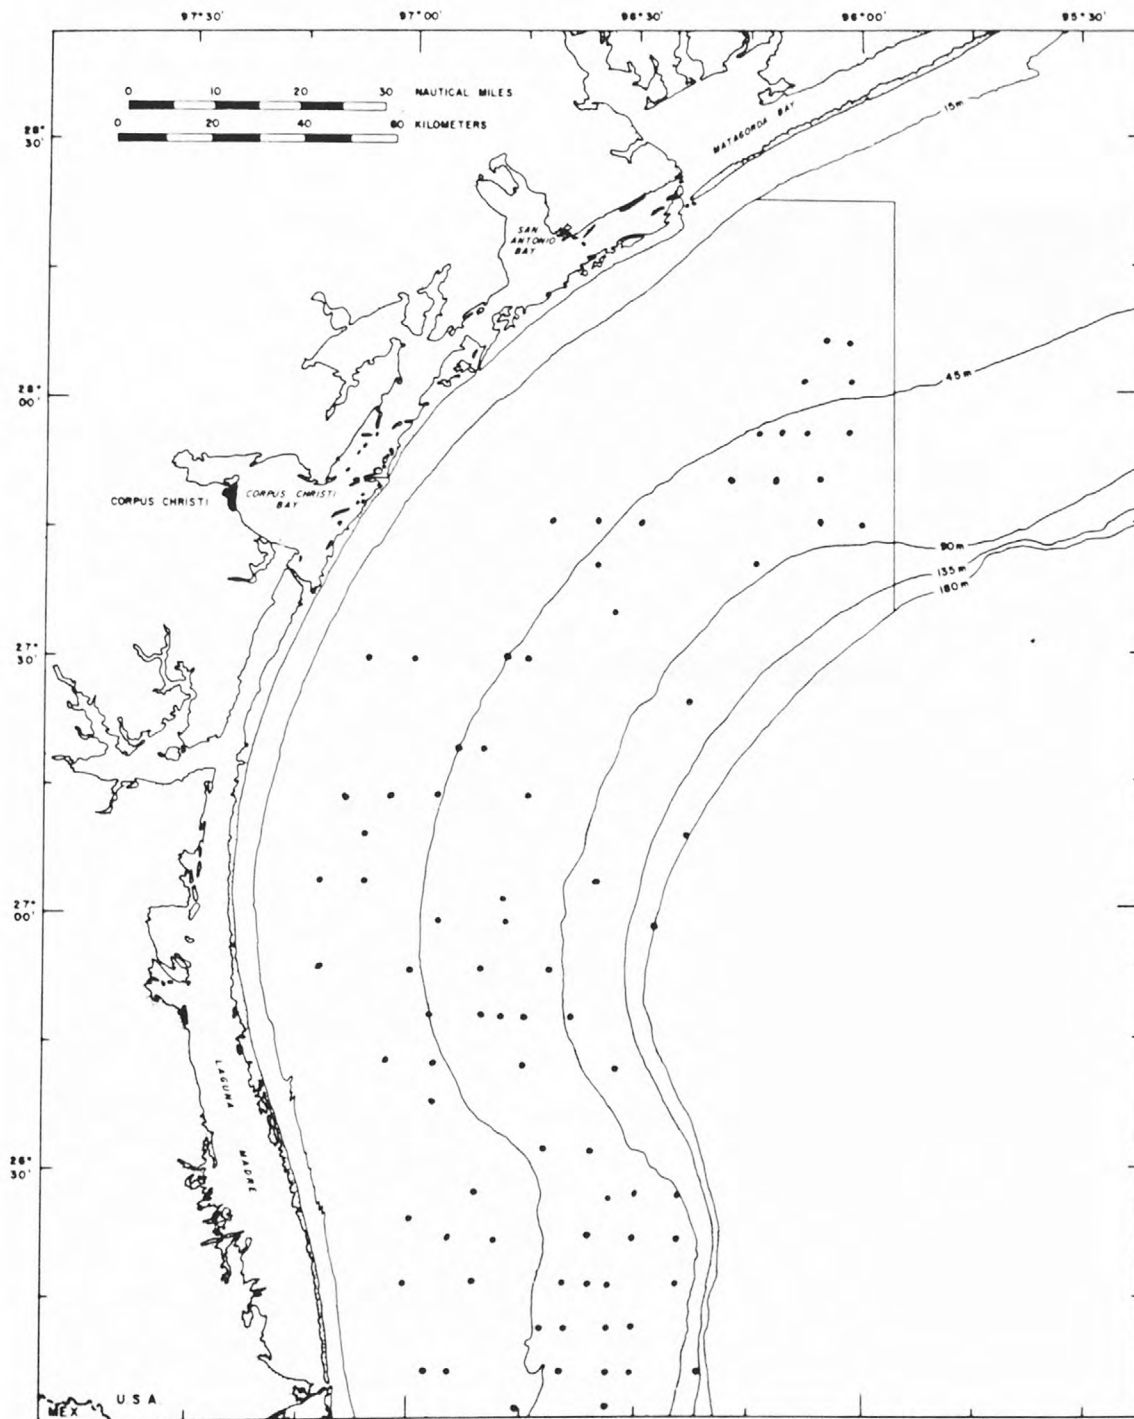 97°30'
97°00'
96°30'
96°00'
95°30'
0 10 20 30 NAUTICAL MILES
0 20 40 60 KILOMETERS
28°
30'
15m
MATAGORDA BAY
SAN
ANTONIO
BAY
28°
00'
45m
CORPUS CHRISTI
CORPUS CHRISTI
BAY
90m
135m
180m
27°
30'
27°
00'
LAGUNA
MADRE
26°
30'
U.S.A.
MEX